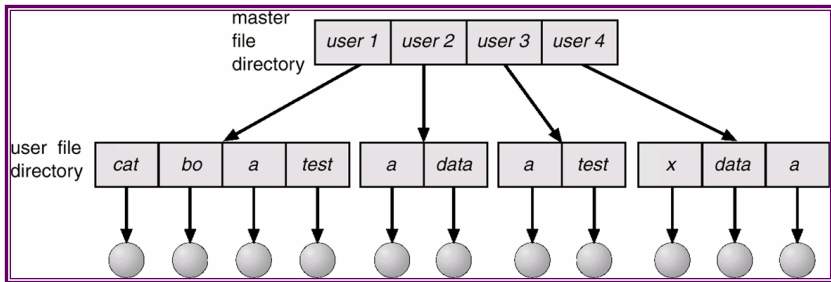 master
file
directory
user 1 user 2 user 3 user 4
user file
directory
cat bo a test a data a test x data a